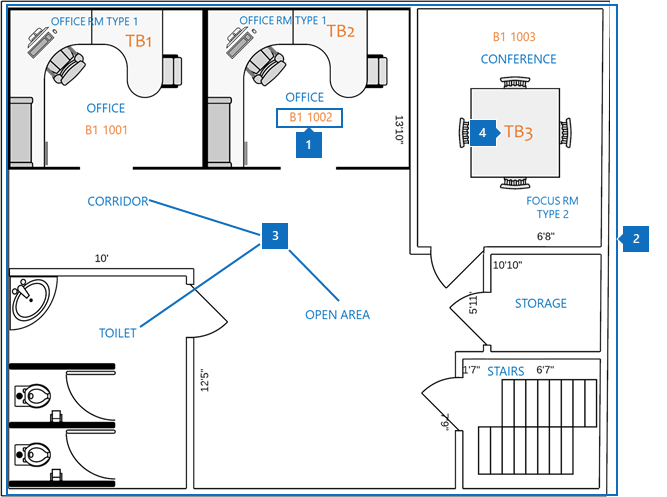 OFFICE RM TYPE 1
TB1
OFFICE
B1 1001
OFFICE RM TYPE 1
TB2
OFFICE
B1 1002
1
13'10"
B1 1003
CONFERENCE
4
TB3
FOCUS RM
TYPE 2
6'8"
2
CORRIDOR
3
10'
10'10"
5'11"
STORAGE
OPEN AREA
TOILET
12'5"
1'7"
STAIRS
6'7"